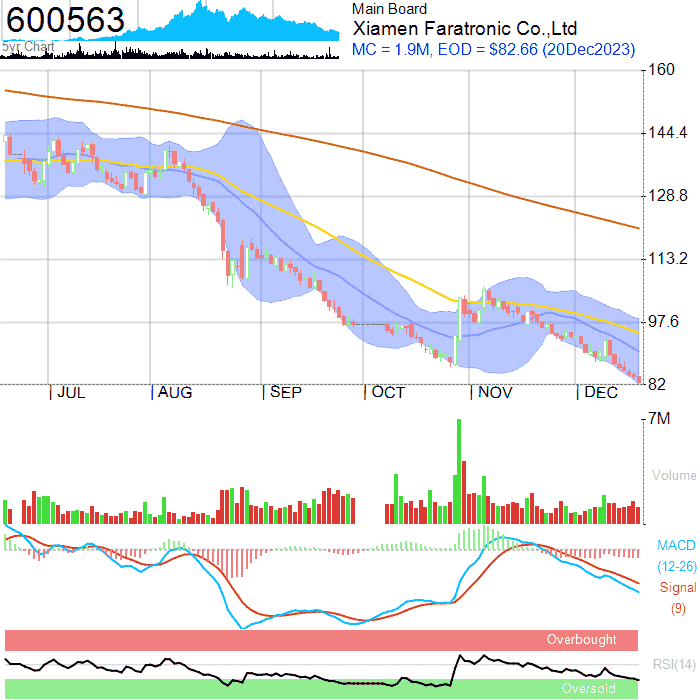 600563
5yr Chart
Main Board
Xiamen Faratronic Co.,Ltd
MC = 1.9M, EOD = $82.66 (20Dec2023)
160
144.4
128.8
113.2
97.6
82
JUL AUG SEP OCT NOV DEC
7M
Volume
MACD
(12-26)
Signal
(9)
Overbought
RSI(14)
Oversold